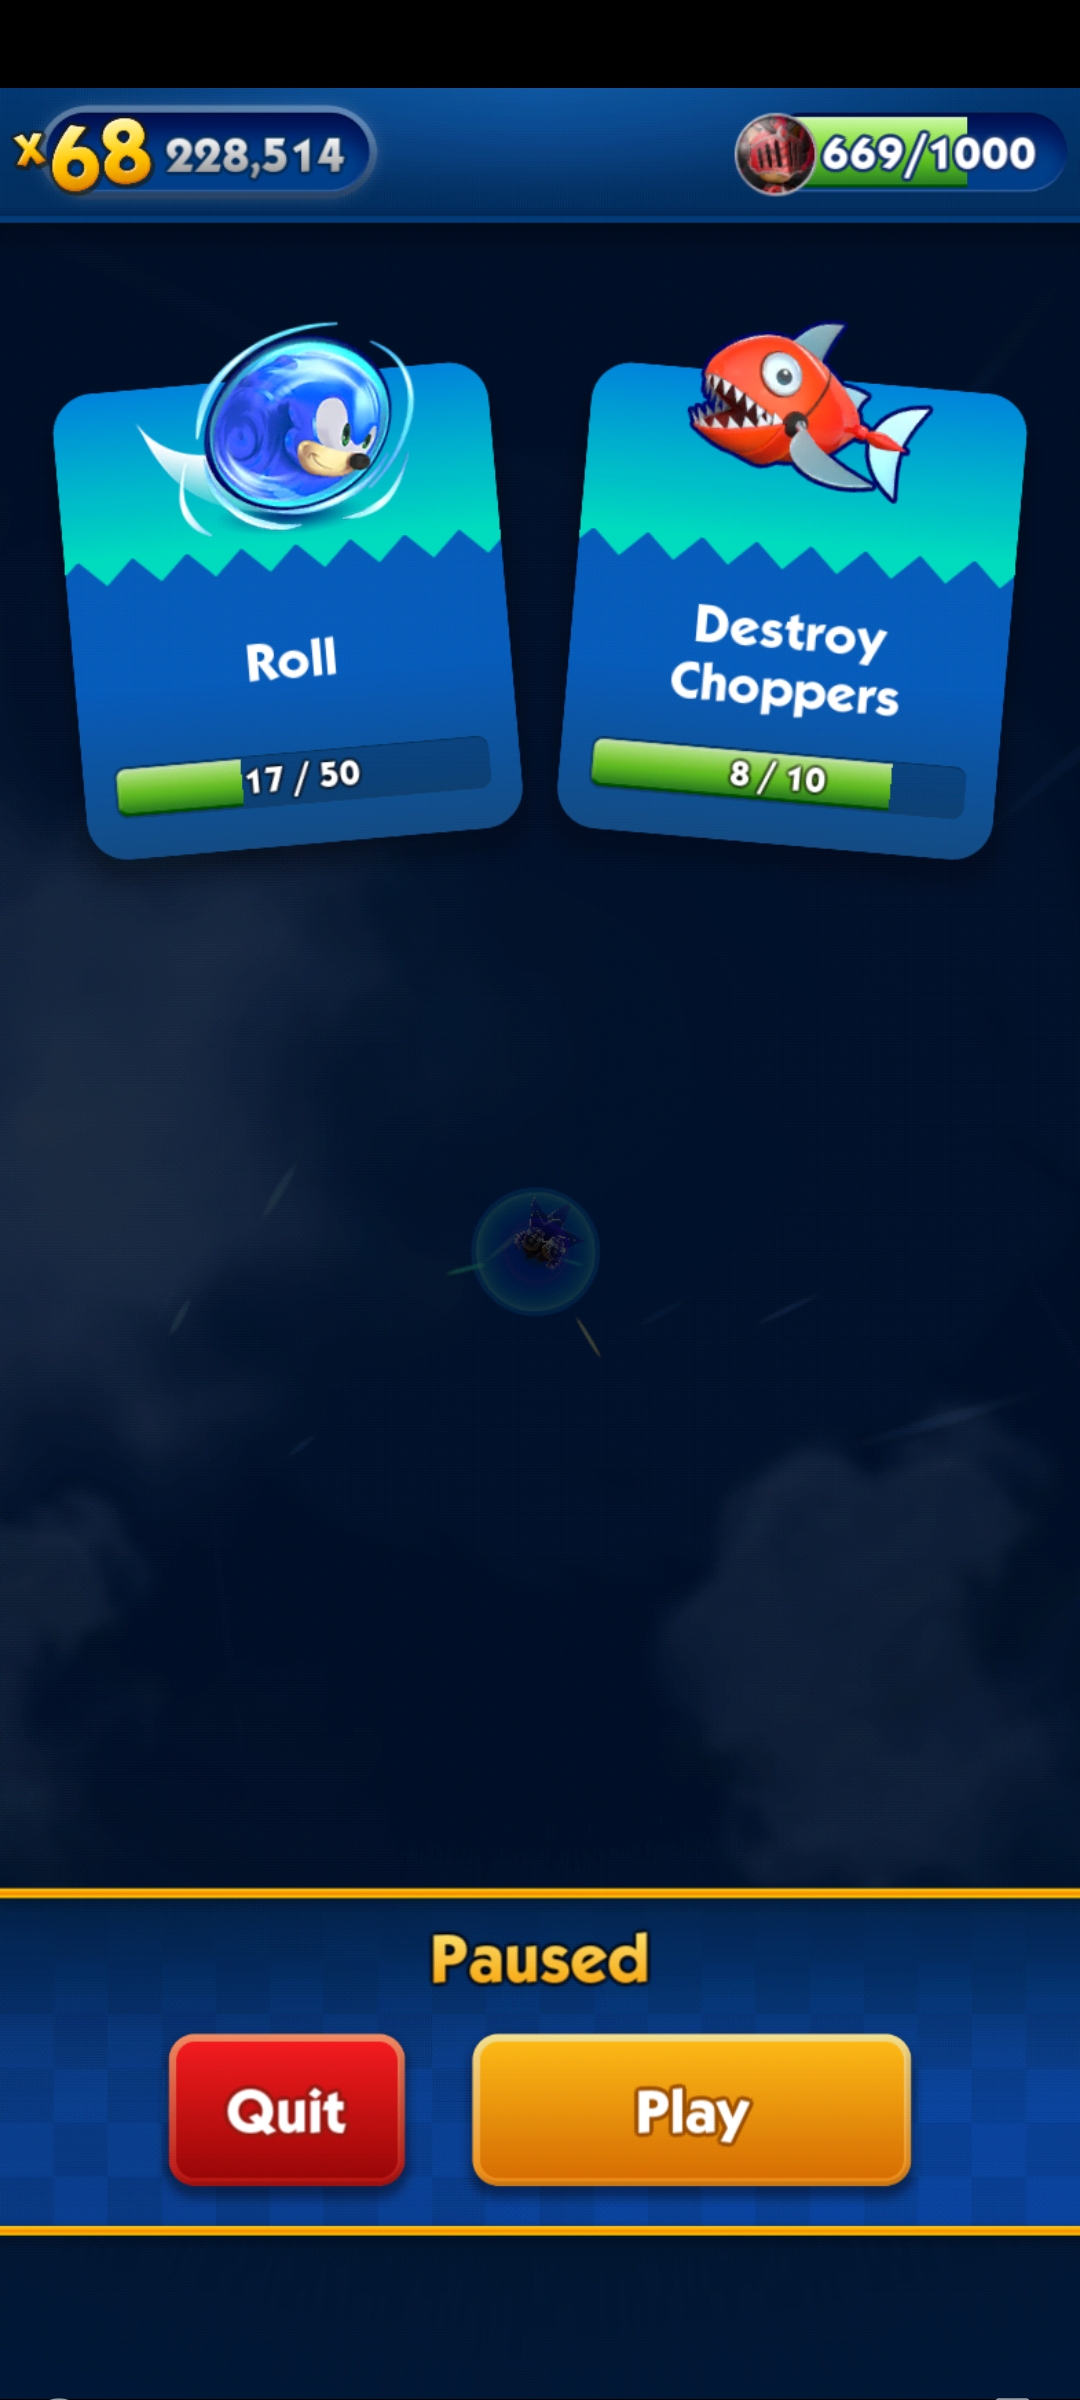 x68 228,514
669/1000
Roll
17 / 50
Destroy
Choppers
8 / 10
Paused
Quit
Play